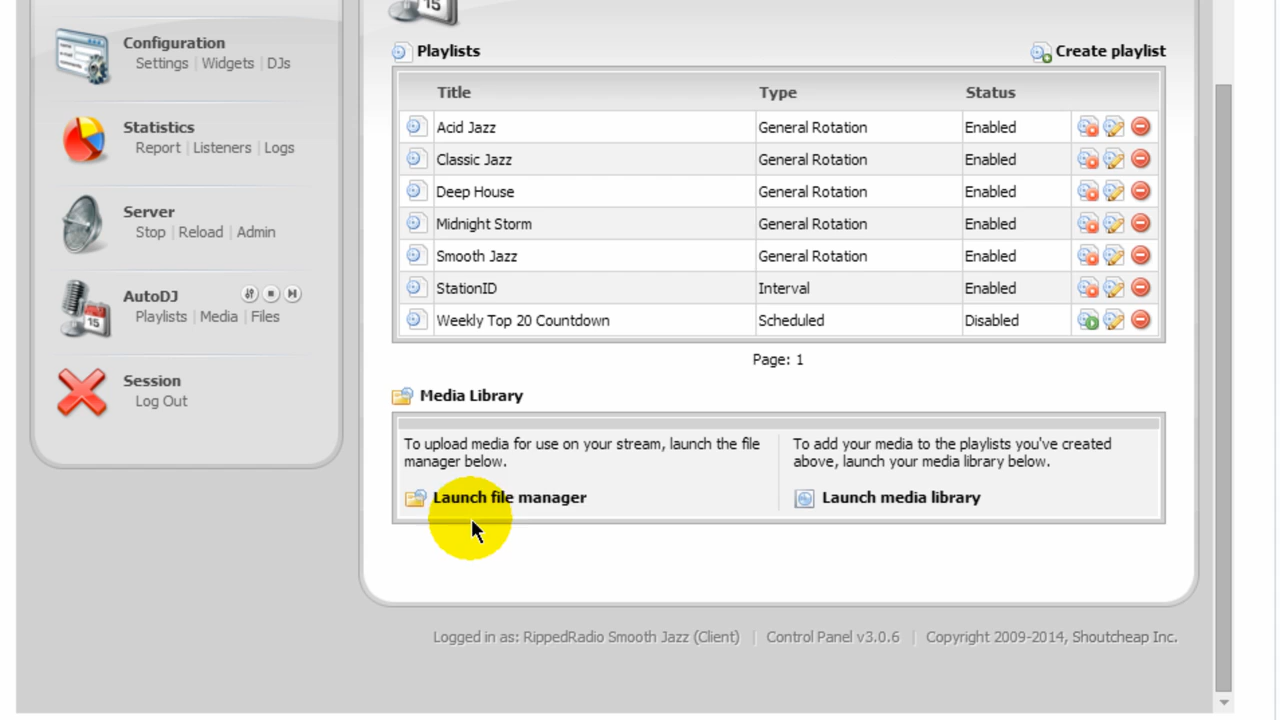 15
Configuration
Settings | Widgets | DJs
Statistics
Report | Listeners | Logs
Server
Stop | Reload | Admin
15
AutoDJ
Playlists | Media | Files
Session
Log Out
Playlists
Create playlist
Title Type Status
Acid Jazz General Rotation Enabled
Classic Jazz General Rotation Enabled
Deep House General Rotation Enabled
Midnight Storm General Rotation Enabled
Smooth Jazz General Rotation Enabled
StationID Interval Enabled
Weekly Top 20 Countdown Scheduled Disabled
Page: 1
Media Library
To upload media for use on your stream, launch the file
manager below.
Launch file manager
To add your media to the playlists you've created
above, launch your media library below.
Launch media library
Logged in as: RippedRadio Smooth Jazz (Client) | Control Panel v3.0.6 | Copyright 2009-2014, Shoutcheap Inc.